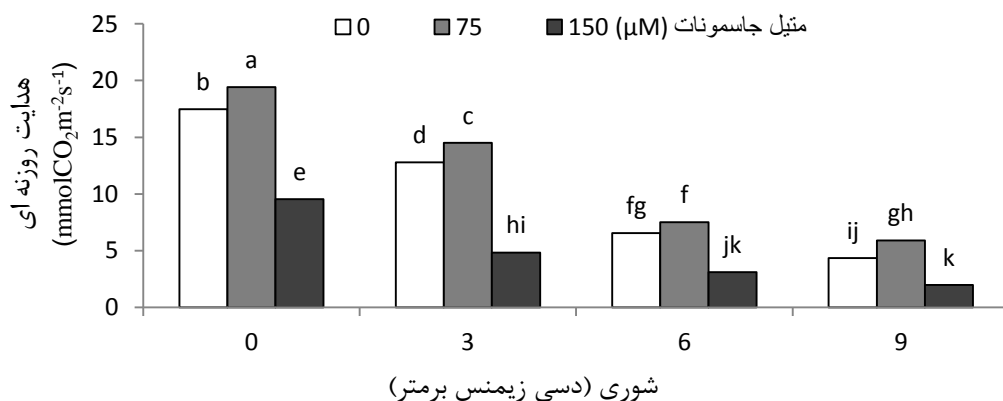 0 75 150 (µM) متیل جاسمونات
هدایت روزنه ای
(mmolCO₂m⁻²s⁻¹)
25
20
15
10
5
0
b a e
d c hi
fg f jk
ij gh k
0 3 6 9
شوری (دسی زیمنس برمتر)